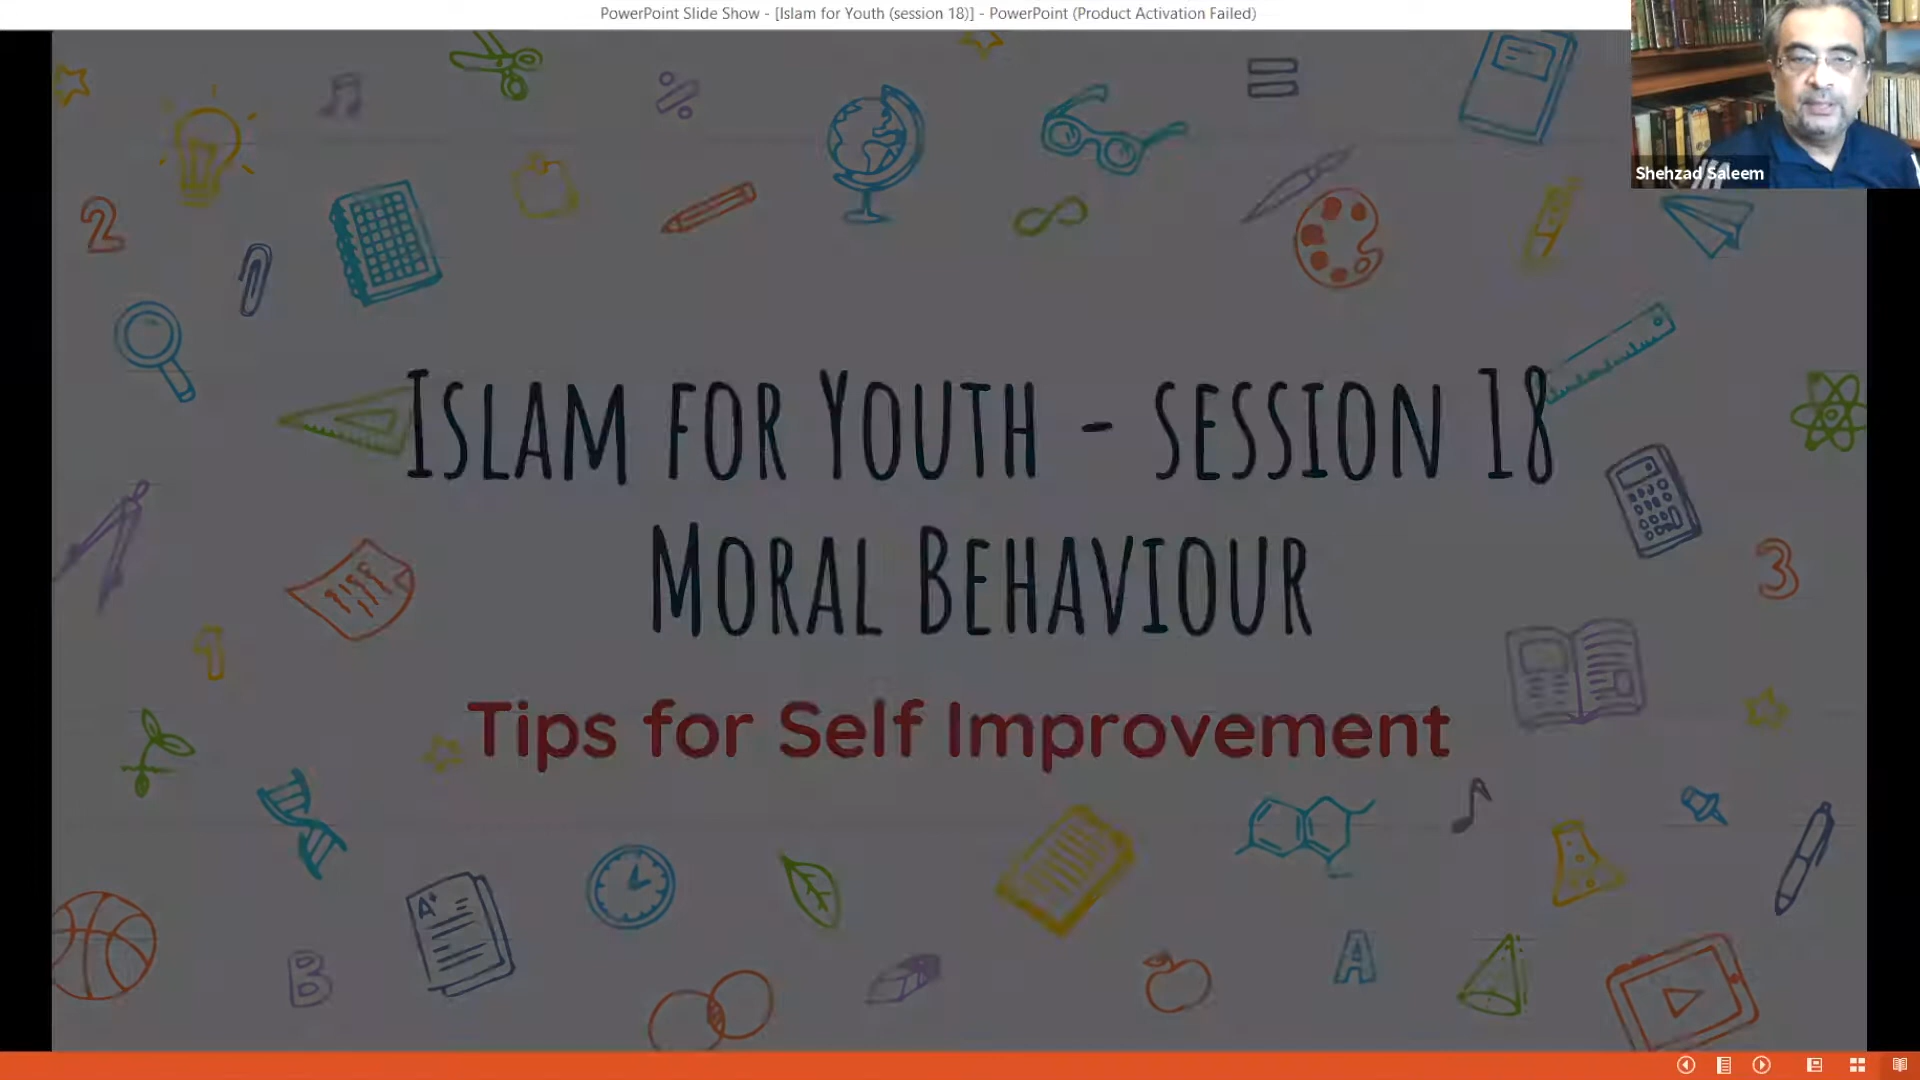 PowerPoint Slide Show - [Islam for Youth (session 18)] - PowerPoint (Product Activation Failed)
Shehzad Saleem
2
Islam for Youth - session 18
3
Moral Behaviour
1
Tips for Self Improvement
A+
B
A